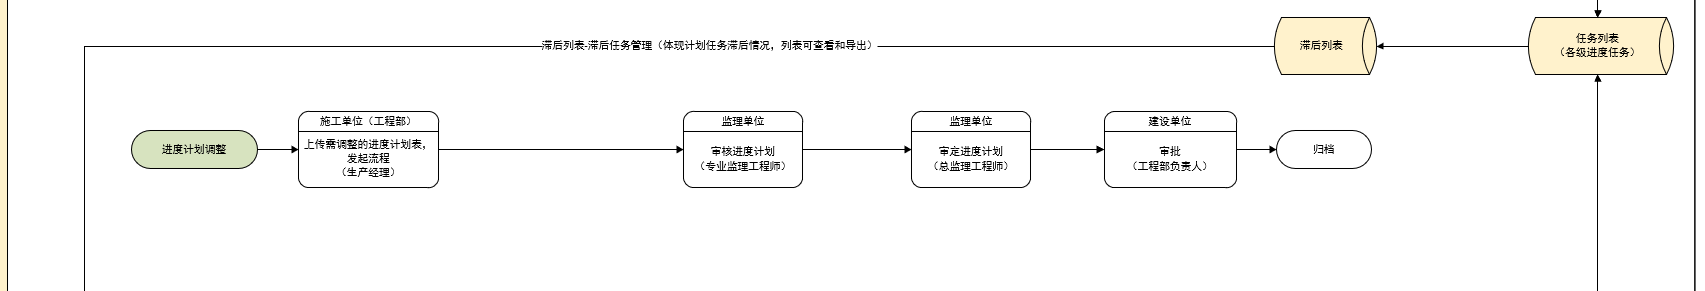 任务列表
（各级进度任务）
滞后列表
滞后列表-滞后任务管理（体现计划任务滞后情况，列表可查看和导出）
进度计划调整
施工单位（工程部）
上传需调整的进度计划表，
发起流程
（生产经理）
监理单位
审核进度计划
（专业监理工程师）
监理单位
审定进度计划
（总监理工程师）
建设单位
审批
（工程部负责人）
归档